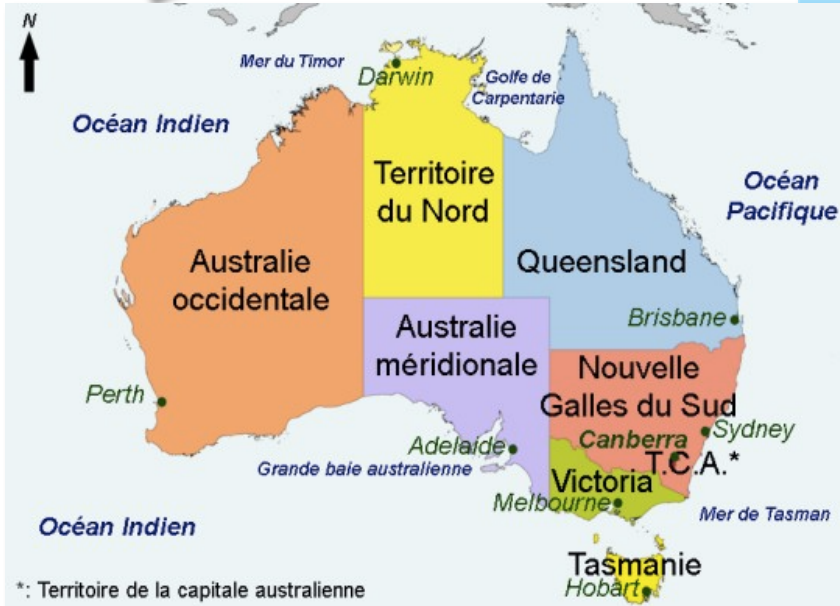 N
Mer du Timor
Darwin
Golfe de
Carpentarie
Océan Indien
Territoire
du Nord
Océan
Pacifique
Australie
occidentale
Queensland
Brisbane
Australie
méridionale
Nouvelle
Galles du Sud
Perth
Adelaide
Canberra
Sydney
T.C.A.*
Grande baie australienne
Victoria
Melbourne
Mer de Tasman
Océan Indien
Tasmanie
Hobart
*: Territoire de la capitale australienne